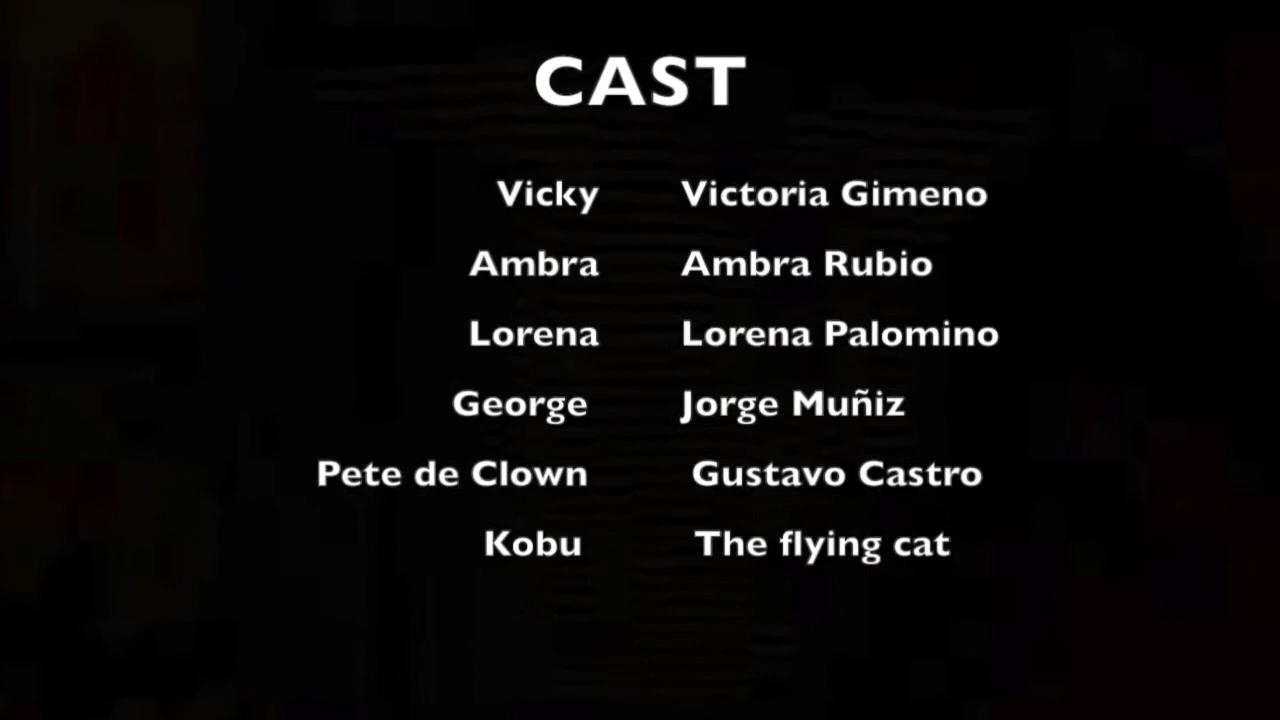 CAST
Vicky Victoria Gimeno
Ambra Ambra Rubio
Lorena Lorena Palomino
George Jorge Muñiz
Pete de Clown Gustavo Castro
Kobu The flying cat